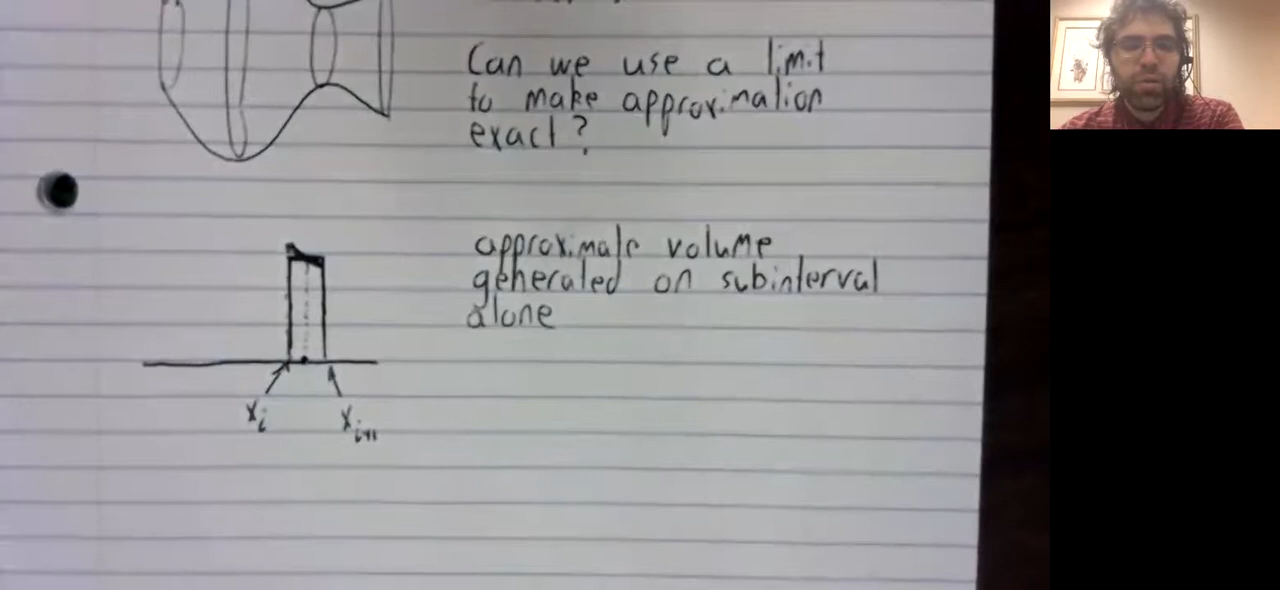 Can we use a limit
to make approximation
exact?
approximate volume
generated on subinterval
alone
x_i
x_{i+1}